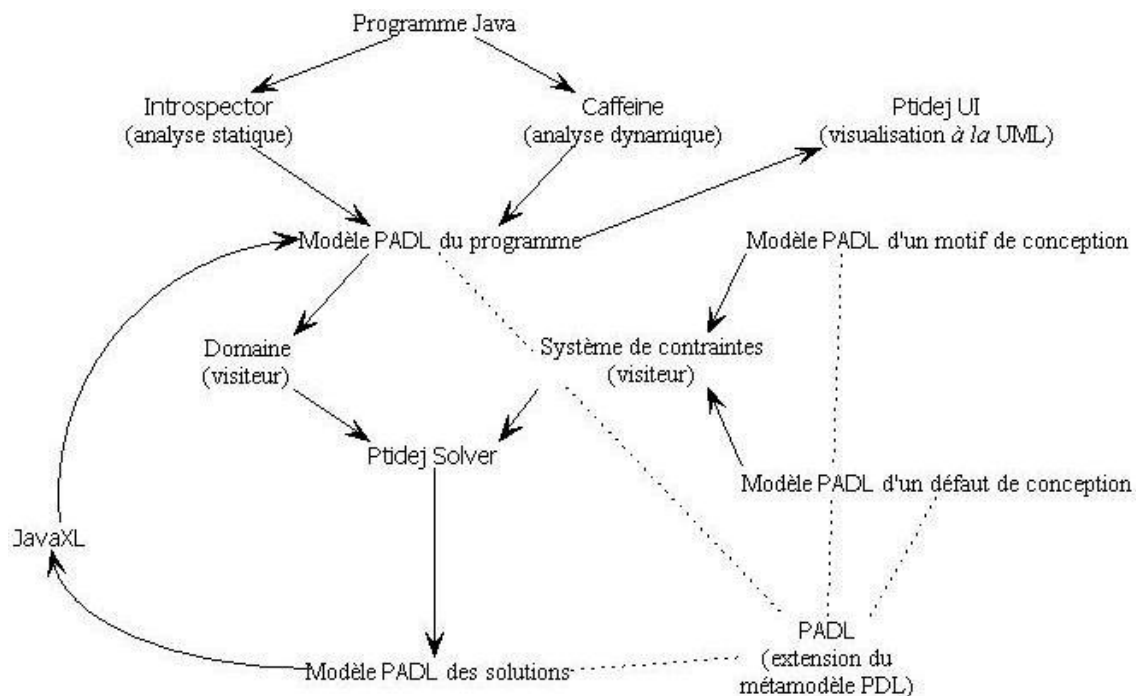 Programme Java
Introspector
(analyse statique)
Caffeine
(analyse dynamique)
Ptidej UI
(visualisation à la UML)
Modèle PADL du programme
Modèle PADL d'un motif de conception
Domaine
(visiteur)
Système de contraintes
(visiteur)
Ptidej Solver
Modèle PADL d'un défaut de conception
JavaXL
PADL
(extension du
métamodèle PDL)
Modèle PADL des solutions